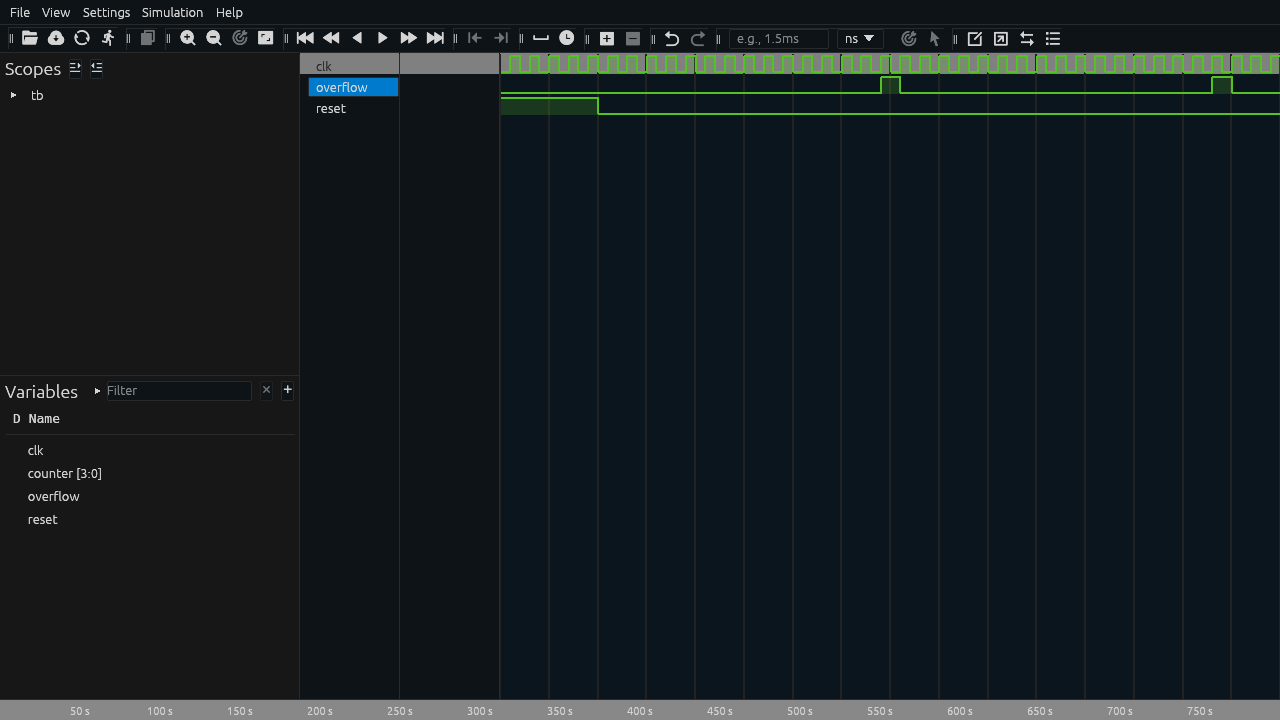 File View Settings Simulation Help
e.g., 1.5ms ns
Scopes
tb
clk
overflow
reset
Variables Filter
D Name
clk
counter [3:0]
overflow
reset
50 s 100 s 150 s 200 s 250 s 300 s 350 s 400 s 450 s 500 s 550 s 600 s 650 s 700 s 750 s